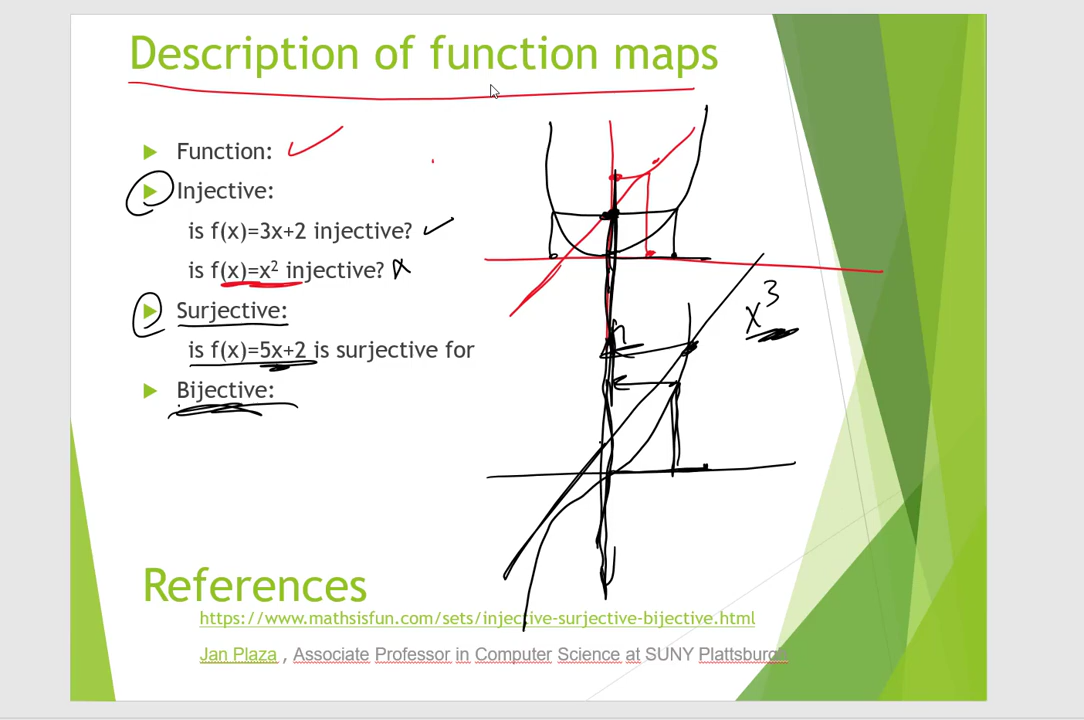 Description of function maps
Function:
Injective:
is f(x)=3x+2 injective?
is f(x)=x² injective?
x³
Surjective:
is f(x)=5x+2 is surjective for
Bijective:
References
https://www.mathsisfun.com/sets/injective-surjective-bijective.html
Jan Plaza , Associate Professor in Computer Science at SUNY Plattsburgh